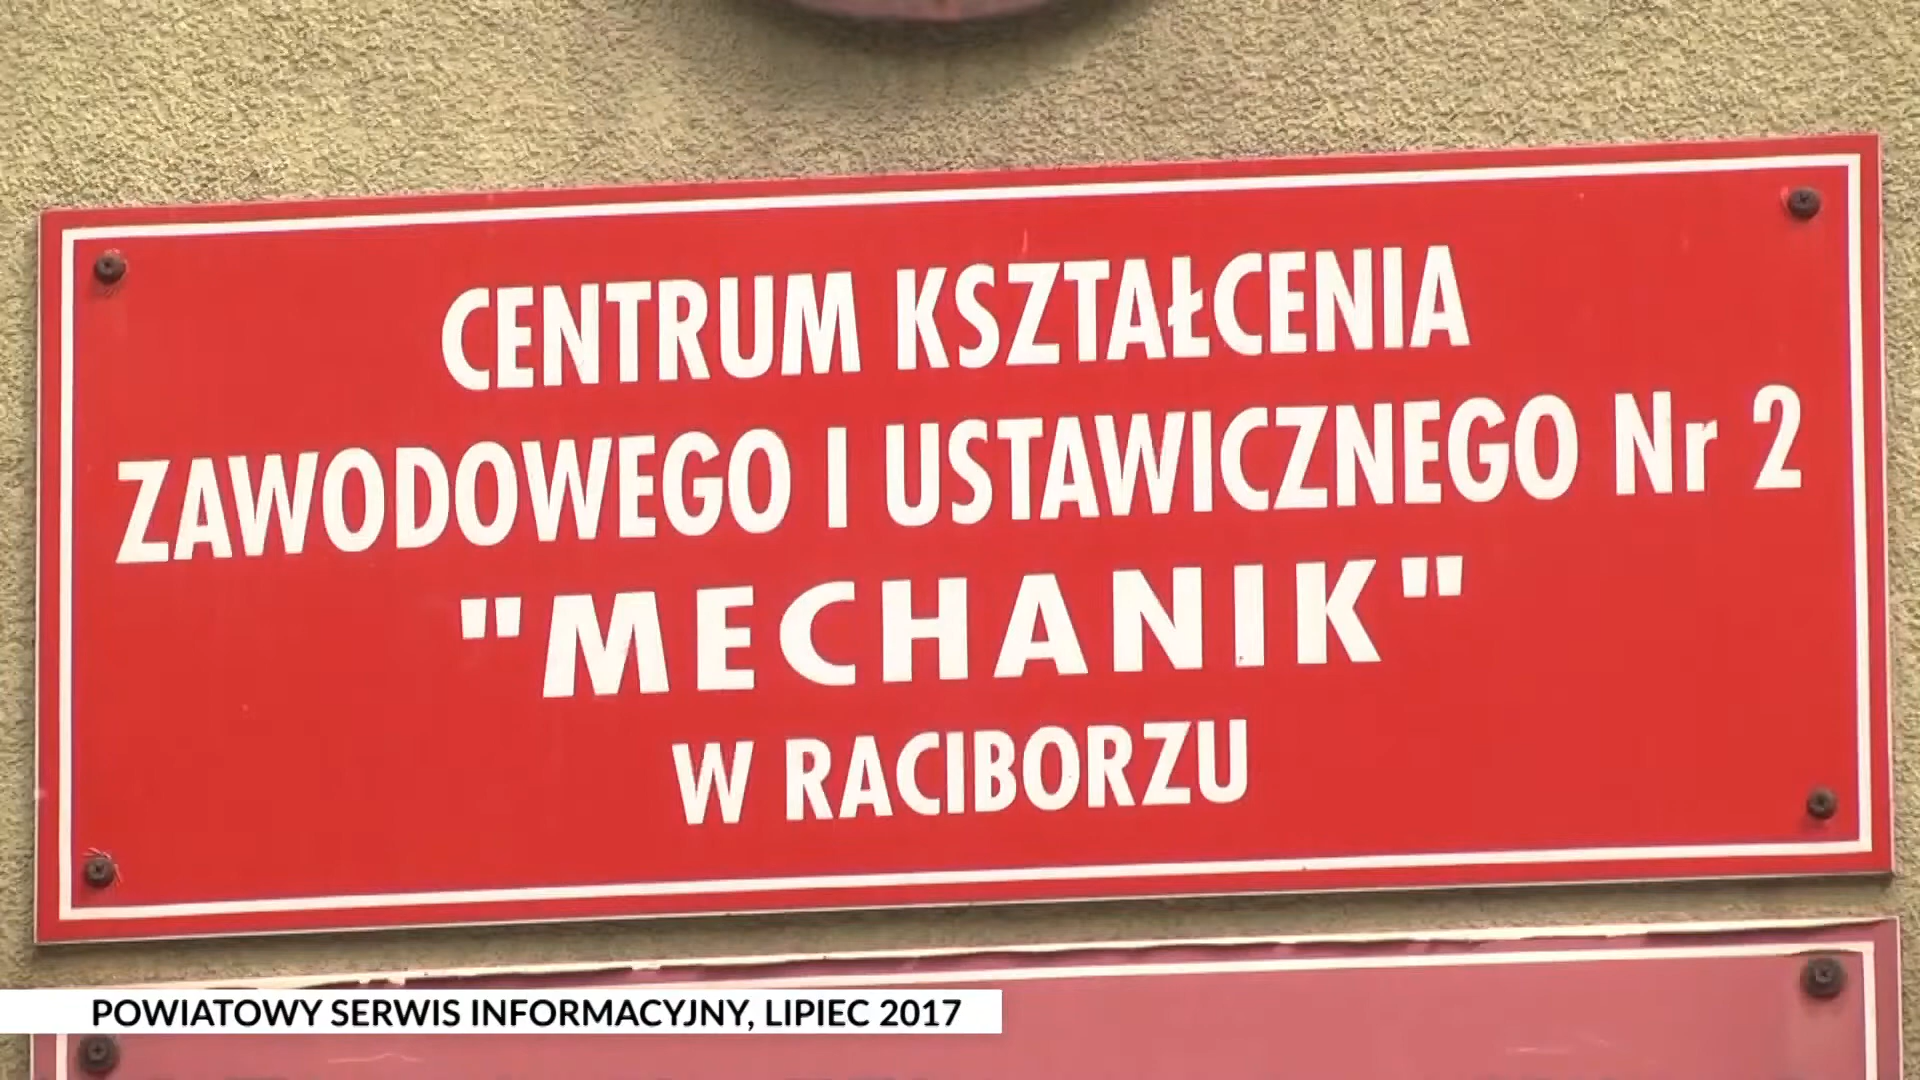 CENTRUM KSZTAŁCENIA
ZAWODOWEGO I USTAWICZNEGO Nr 2
"MECHANIK"
W RACIBORZU
POWIATOWY SERWIS INFORMACYJNY, LIPIEC 2017